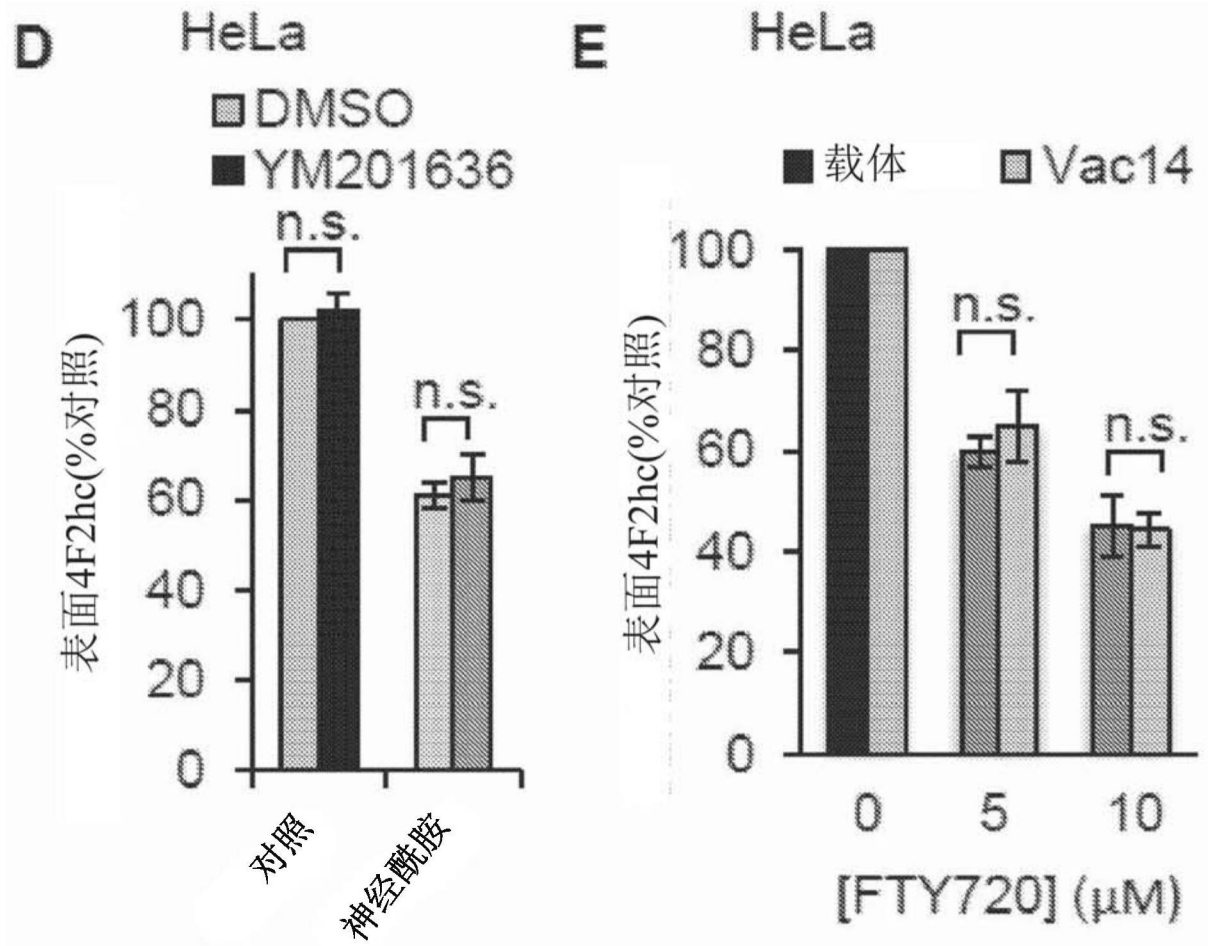 D HeLa
DMSO
YM201636
n.s.
n.s.
100
80
60
40
20
0
表面4F2hc(%对照)
对照
神经酰胺
E HeLa
载体 Vac14
n.s.
n.s.
100
80
60
40
20
0
表面4F2hc(%对照)
0 5 10
[FTY720] (μM)